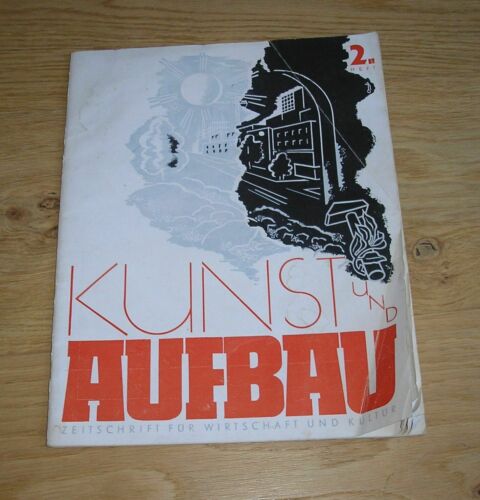 2.
HEFT
KUNST UND
AUFBAU
ZEITSCHRIFT FÜR WIRTSCHAFT UND KULTUR